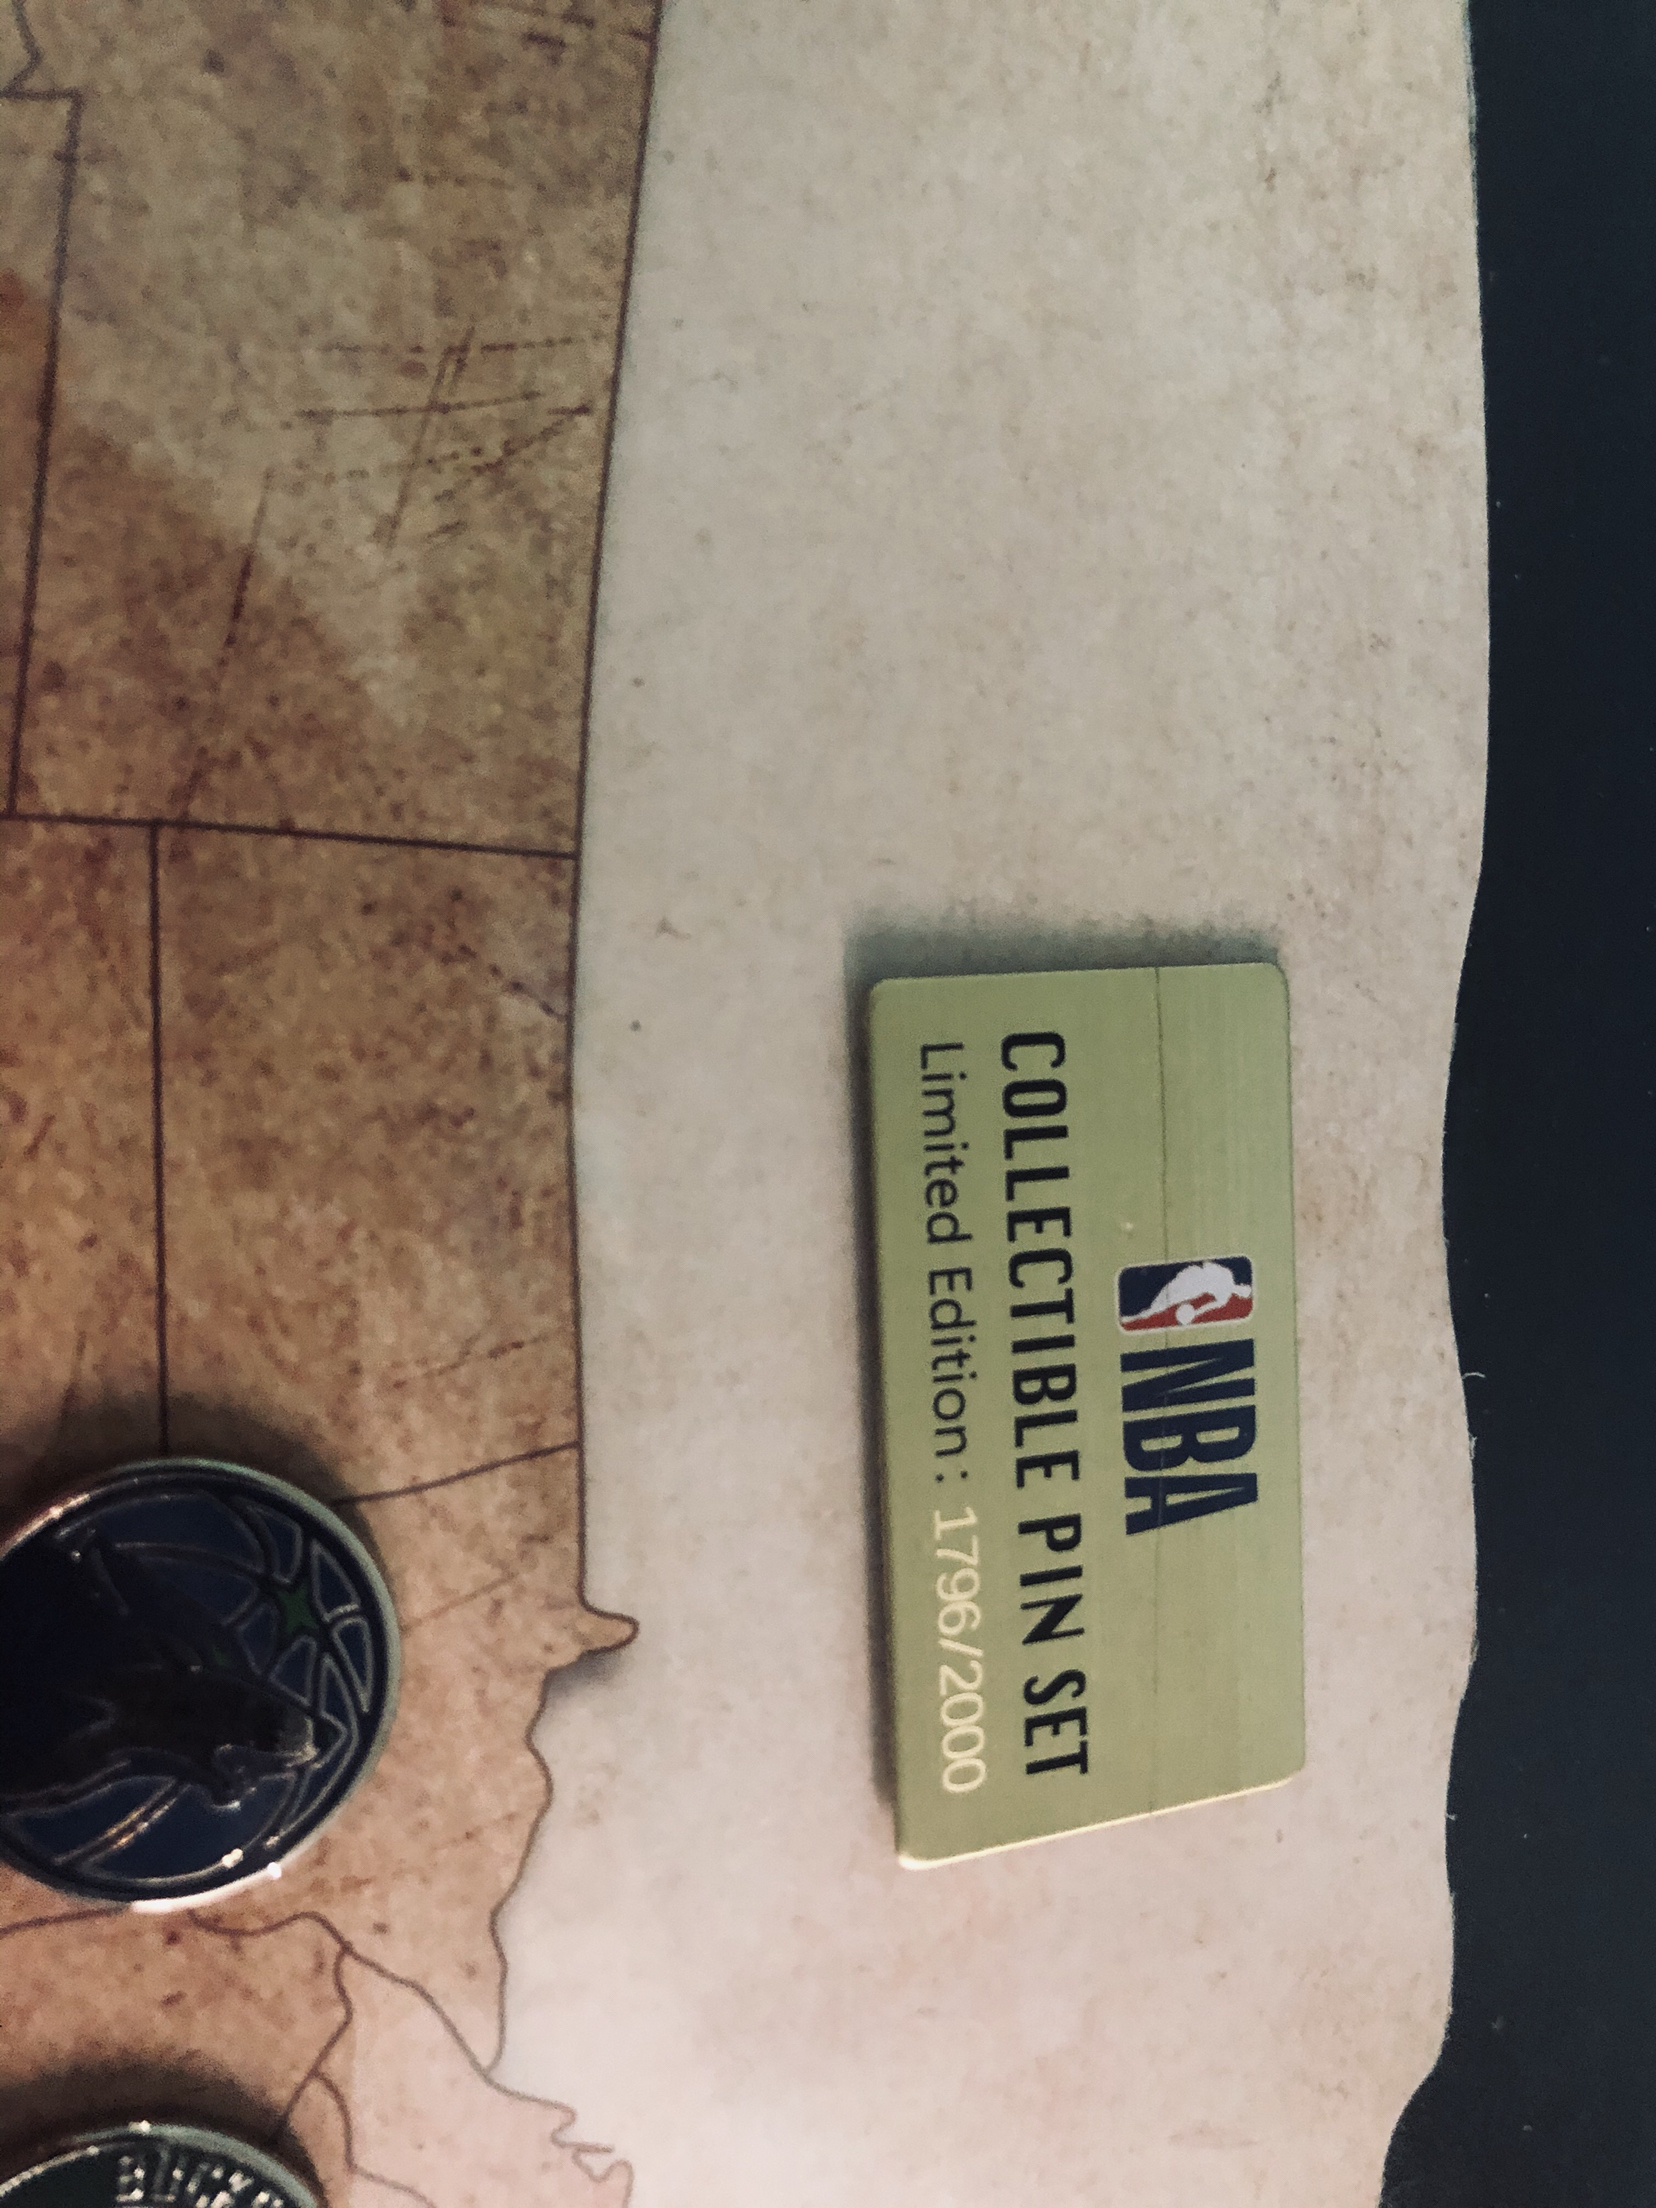 NBA
COLLECTIBLE PIN SET
Limited Edition: 1796/2000